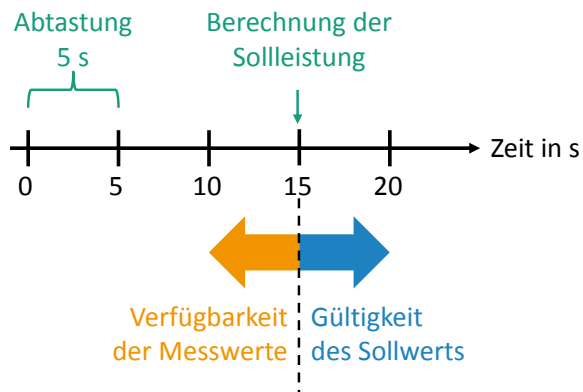 Abtastung
5 s
Berechnung der
Sollleistung
Zeit in s
0 5 10 15 20
Verfügbarkeit
der Messwerte
Gültigkeit
des Sollwerts